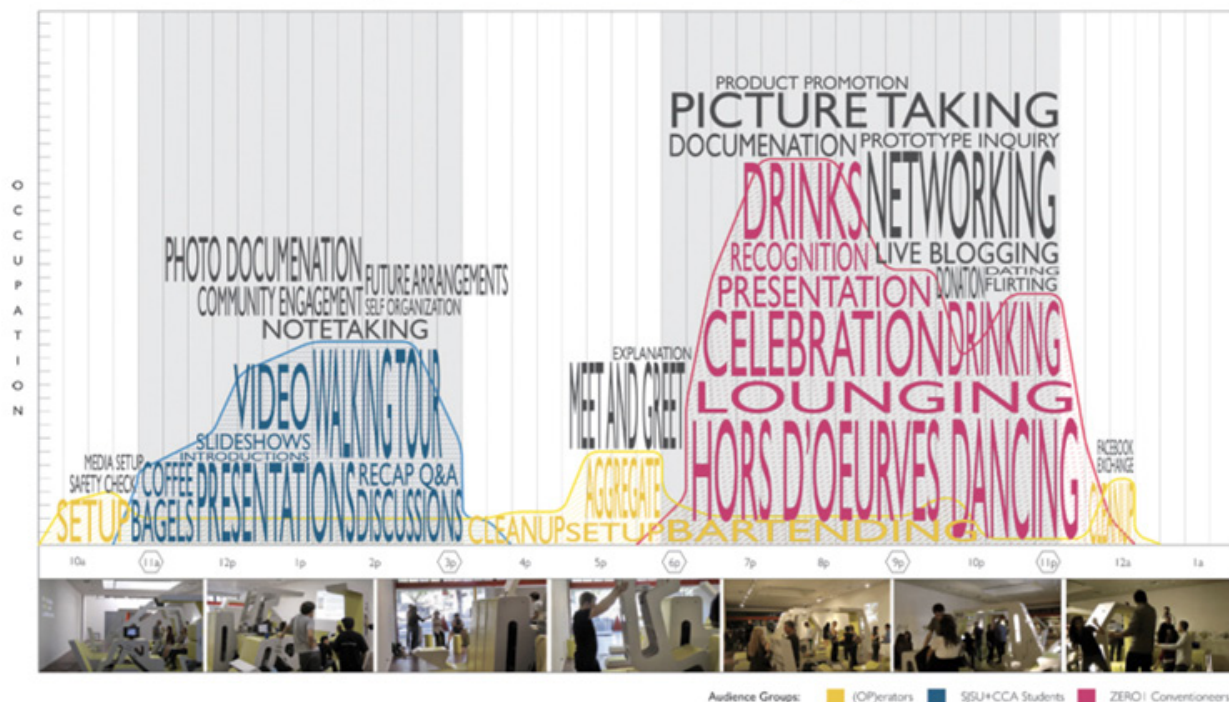 PRODUCT PROMOTION
PICTURE TAKING
DOCUMENATION PROTOTYPE INQUIRY
DRINKS NETWORKING
RECOGNITION LIVE BLOGGING
PRESENTATION DONATION DATING
FLIRTING
CELEBRATION DRINKING
LOUNGING
HORS D'OEURVES DANCING
BARTENDING
OCCUPATION
PHOTO DOCUMENATION FUTURE ARRANGEMENTS
COMMUNITY ENGAGEMENT SELF ORGANIZATION
NOTETAKING
VIDEO WALKING TOUR
SLIDESHOWS
INTRODUCTIONS
COFFEE PRESENTATIONS RECAP Q&A
BAGELS DISCUSSIONS
MEDIA SETUP
SAFETY CHECK
SETUP
CLEANUP
EXPLANATION
MEET AND GREET
AGGREGATE
SETUP
FACEBOOK
EXCHANGE
10a 11a 12p 1p 2p 3p 4p 5p 6p 7p 8p 9p 10p 11p 12a 1a
Audience Groups: (OP)erators SJSU+CCA Students ZERO1 Conventioneers